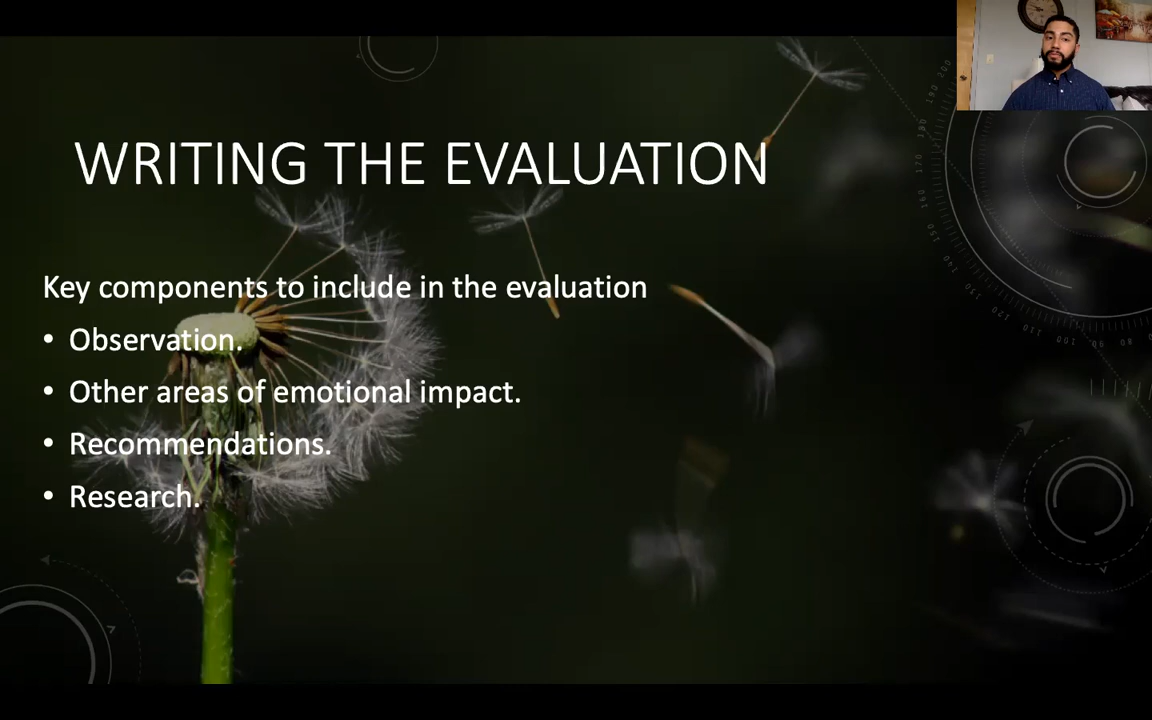 WRITING THE EVALUATION
Key components to include in the evaluation
• Observation.
• Other areas of emotional impact.
• Recommendations.
• Research.